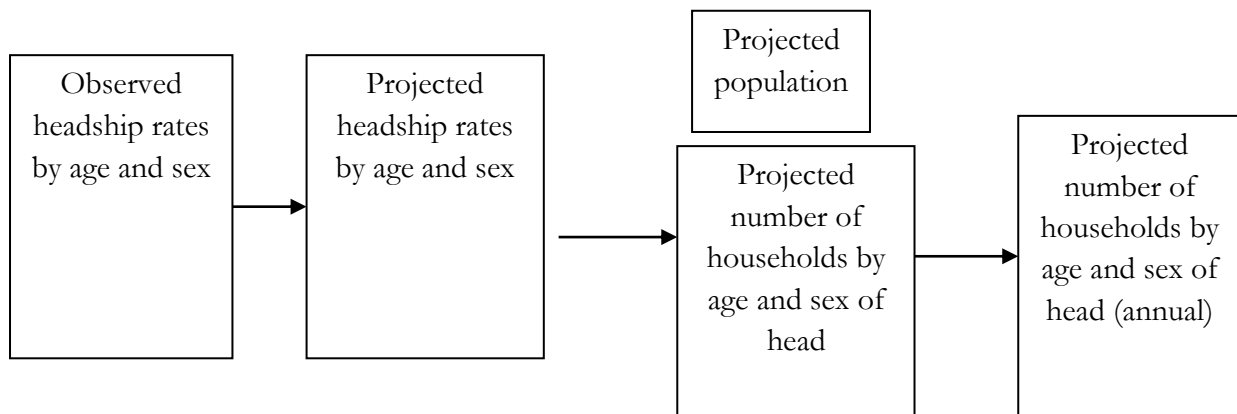 Observed
headship rates
by age and sex
Projected
headship rates
by age and sex
Projected
population
Projected
number of
households by
age and sex of
head
Projected
number of
households by
age and sex of
head (annual)